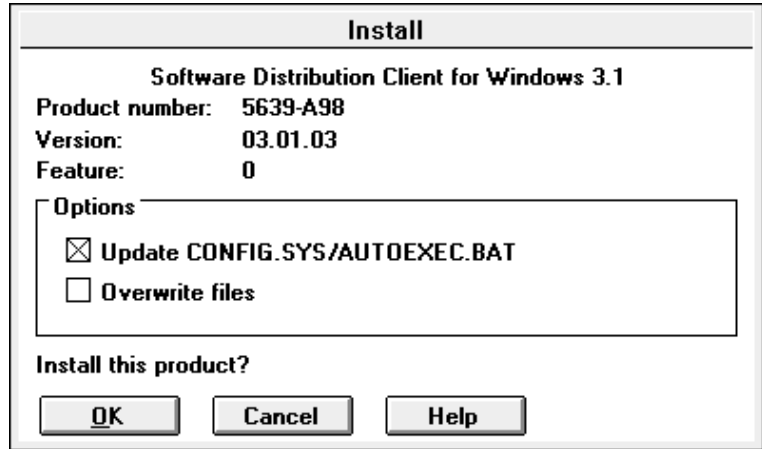 Install
Software Distribution Client for Windows 3.1
Product number: 5639-A98
Version: 03.01.03
Feature: 0
Options
Update CONFIG.SYS/AUTOEXEC.BAT
Overwrite files
Install this product?
OK Cancel Help